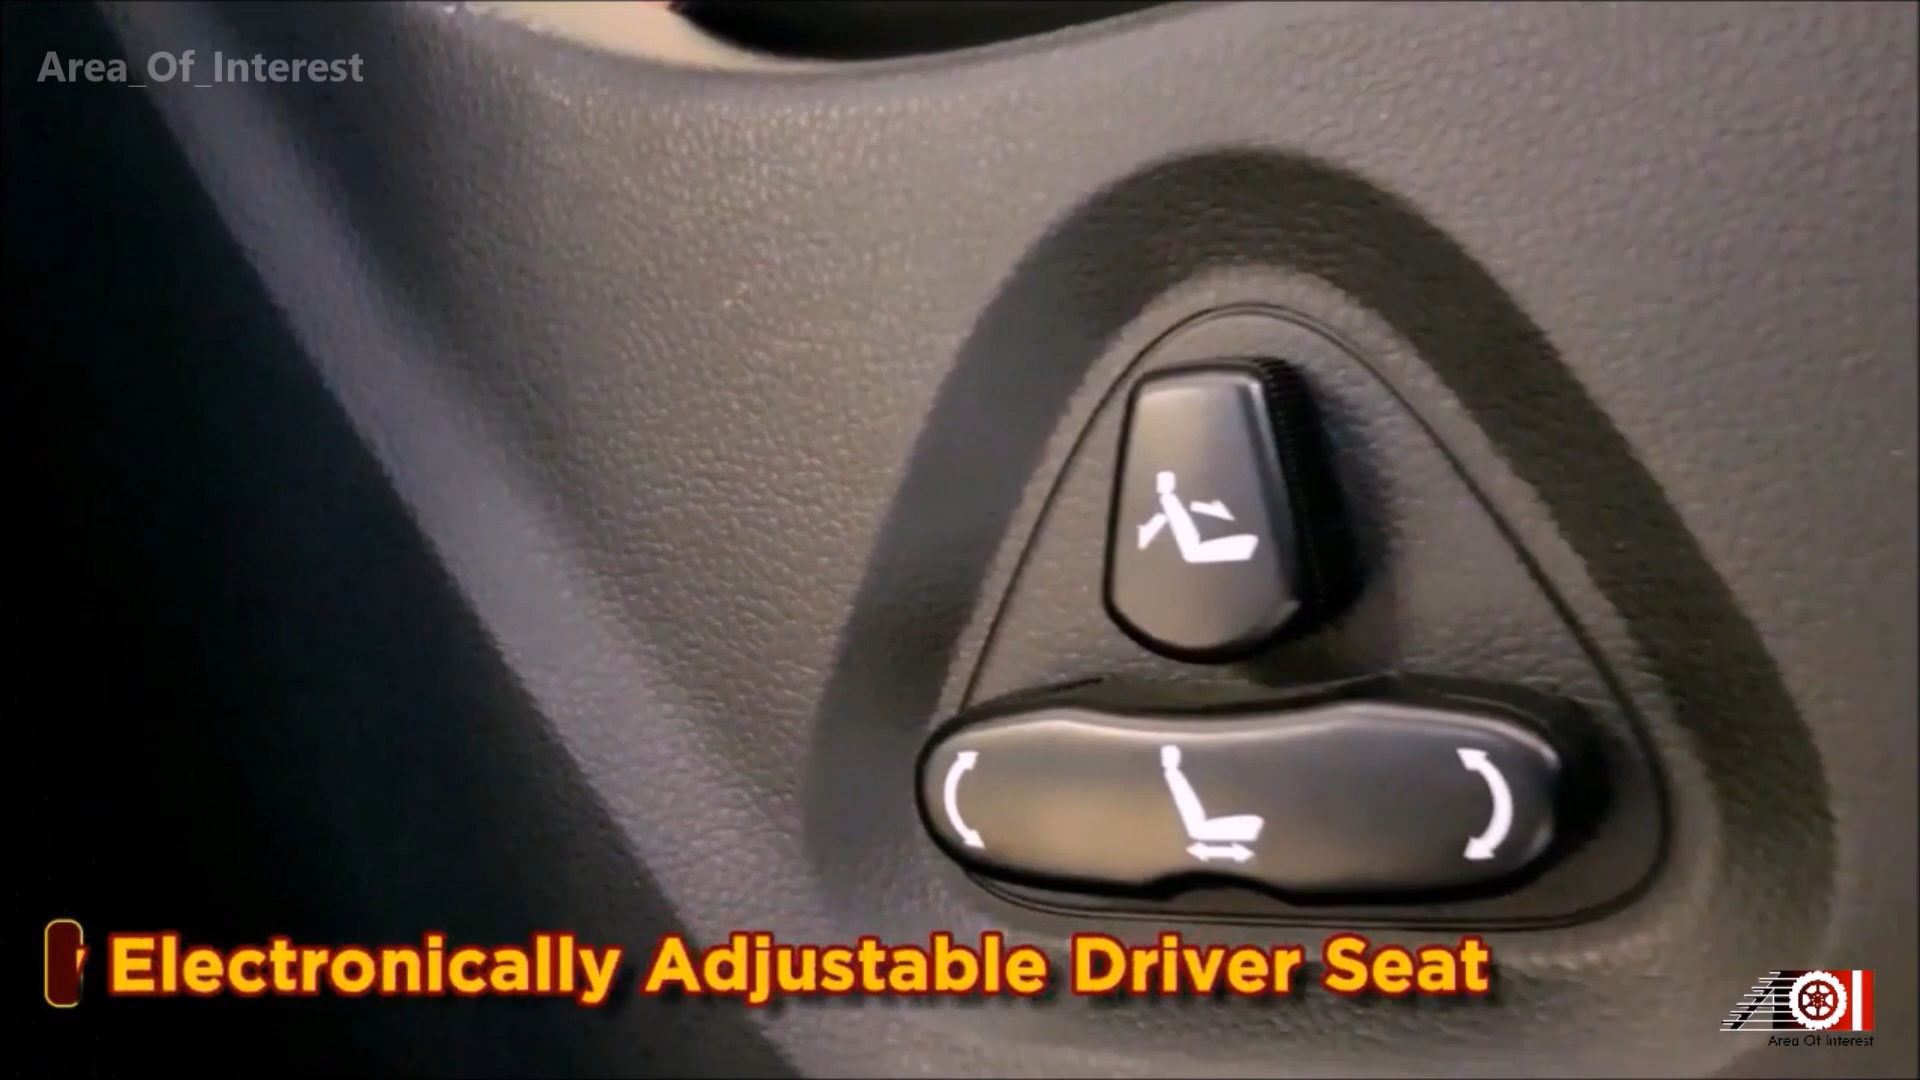 Area_Of_Interest
Electronically Adjustable Driver Seat
Area Of Interest